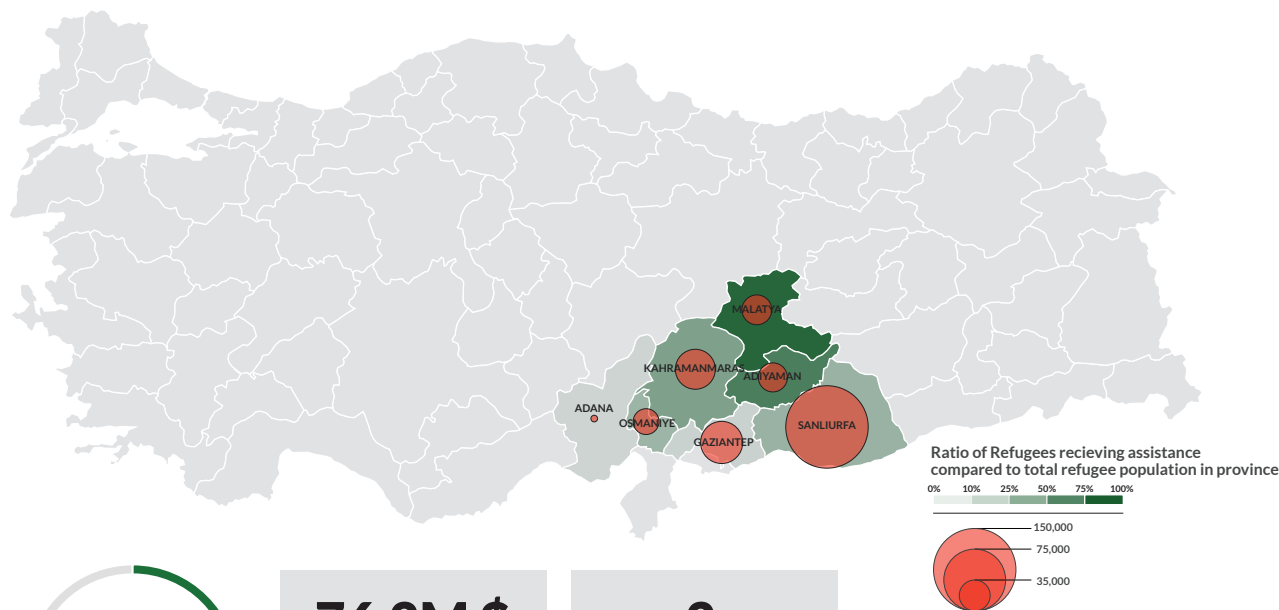 MALATYA
KAHRAMANMARAS
ADIYAMAN
ADANA
OSMANIYE
SANLIURFA
GAZIANTEP
Ratio of Refugees recieving assistance
compared to total refugee population in province
0% 10% 25% 50% 75% 100%
150,000
75,000
35,000